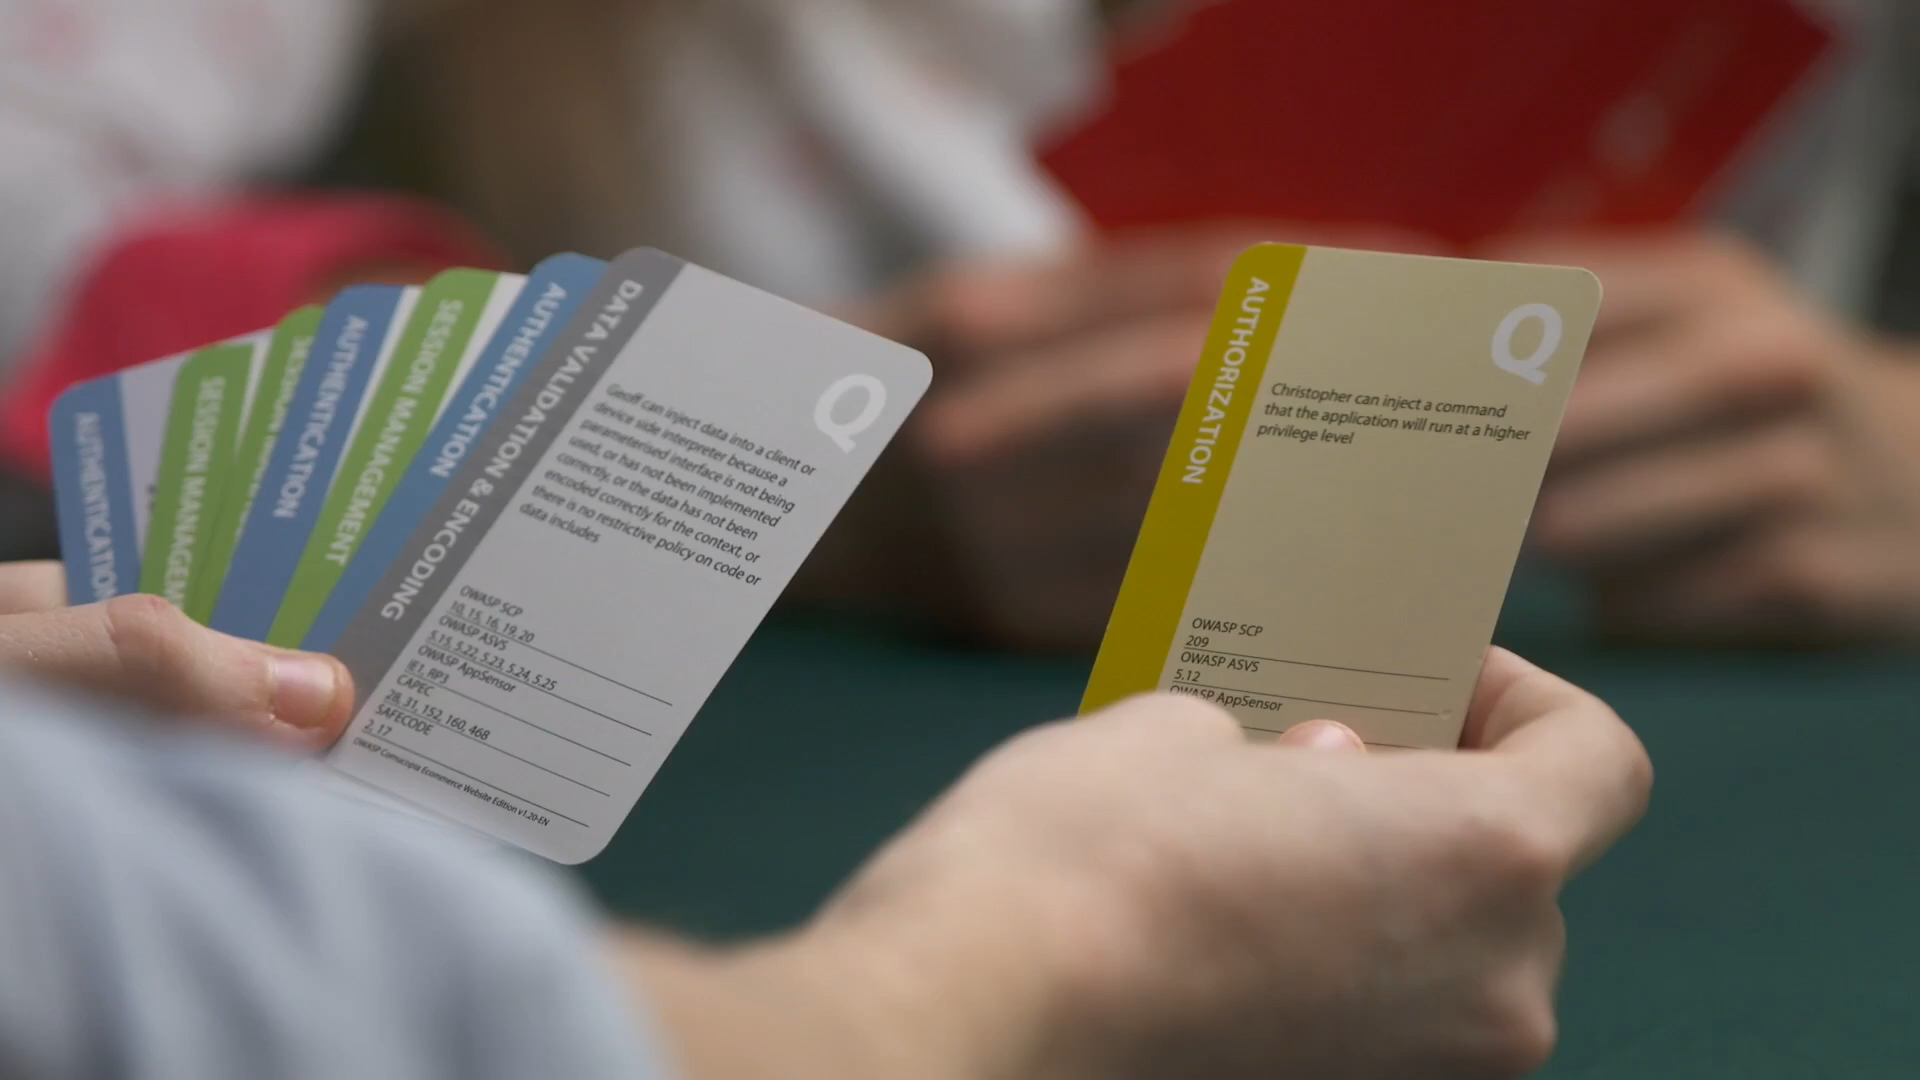 AUTHENTICATION
SESSION MANAGEM
AUTHENTICATION
SESSION MANAGEMENT
AUTHENTICATION
DATA VALIDATION & ENCODING
Q
Geoff can inject data into a client or
device side interpreter because a
parameterised interface is not being
used, or has not been implemented
correctly, or the data has not been
encoded correctly for the context, or
there is no restrictive policy on code or
data includes
OWASP SCP
10, 15, 16, 19, 20
OWASP ASVS
5.15, 5.22, 5.23, 5.24, 5.25
OWASP AppSensor
IE1, RP3
CAPEC
28, 31, 152, 160, 468
SAFECODE
2, 17
OWASP Cornucopia Ecommerce Website Edition v1.20-EN
AUTHORIZATION
Q
Christopher can inject a command
that the application will run at a higher
privilege level
OWASP SCP
209
OWASP ASVS
5.12
OWASP AppSensor